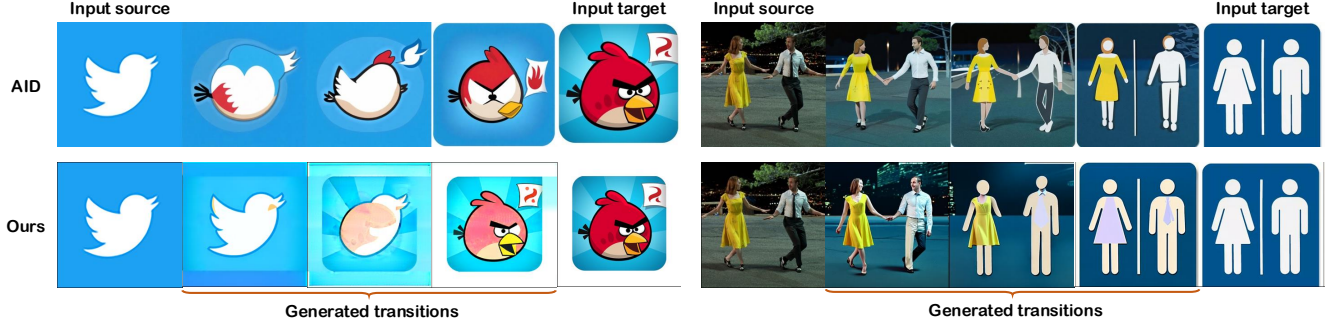 Input source Input target Input source Input target
AID
Ours
Generated transitions Generated transitions